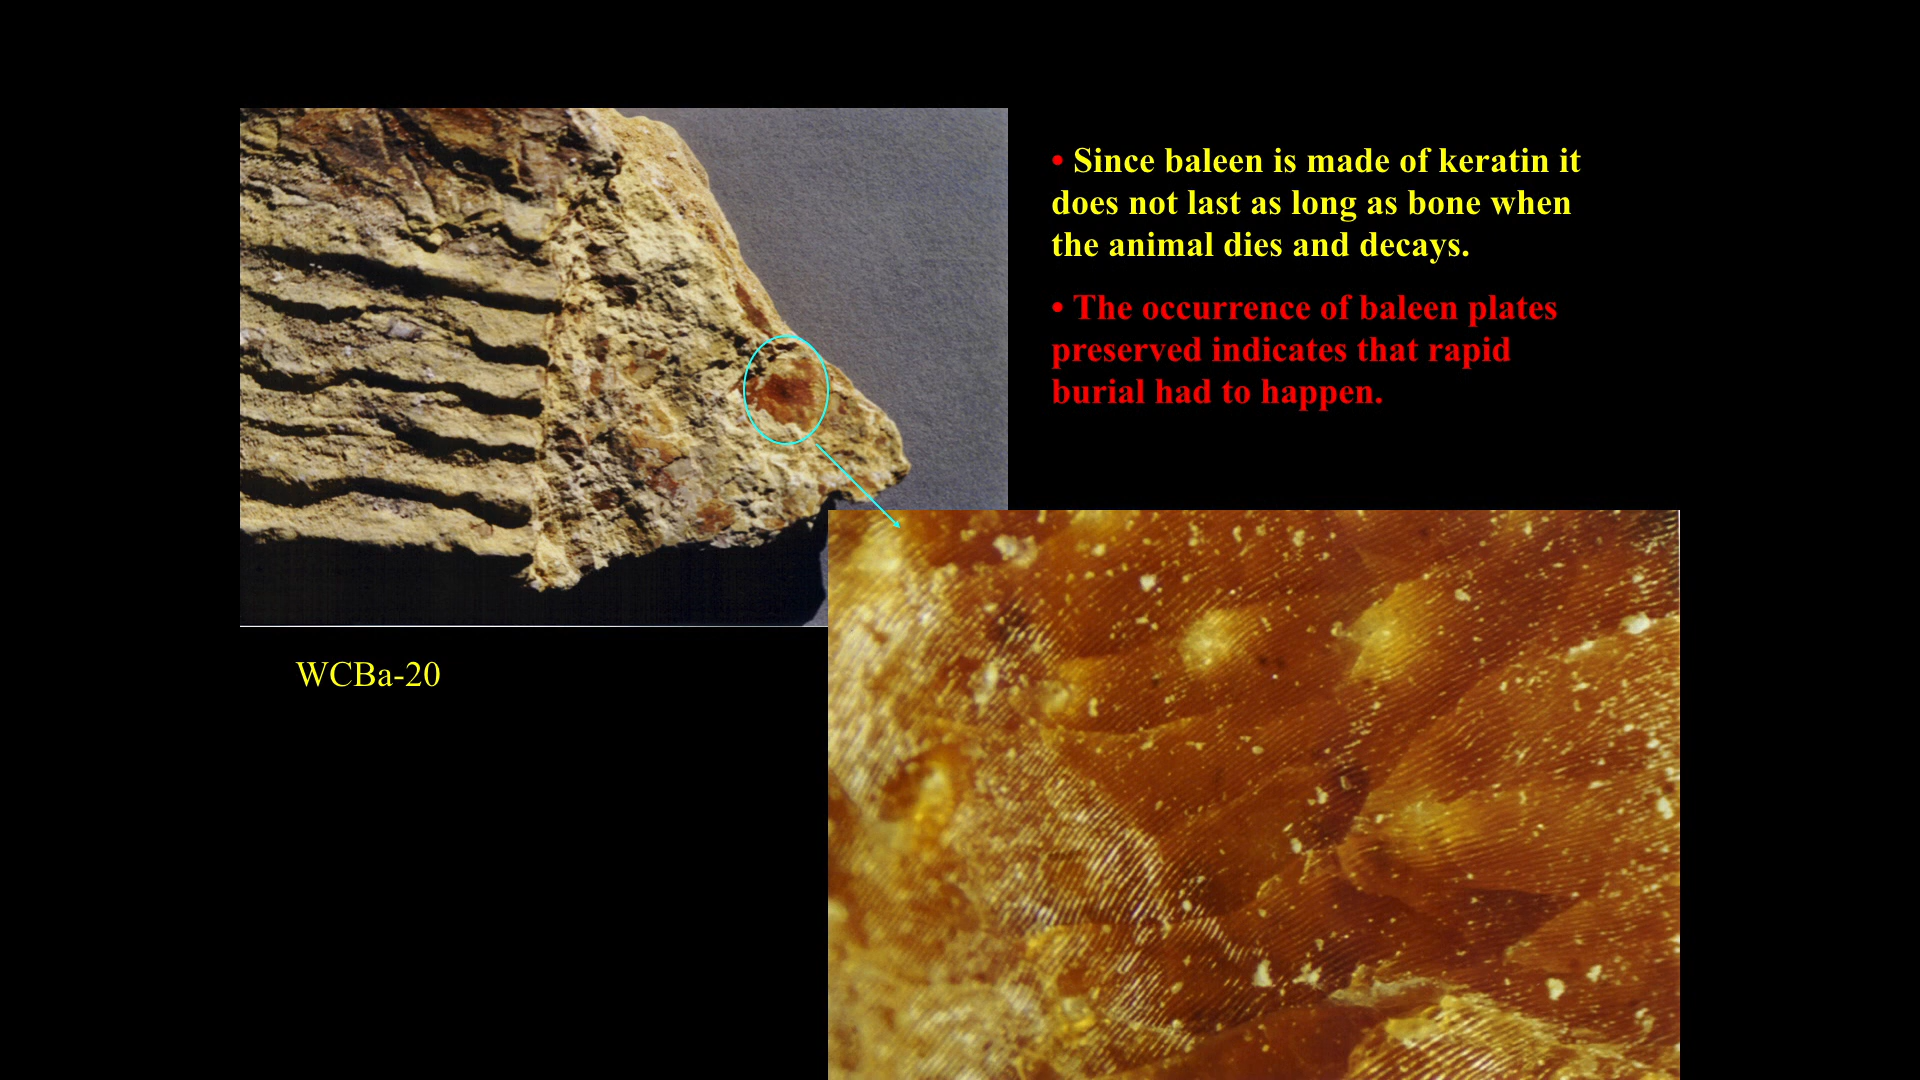 • Since baleen is made of keratin it
does not last as long as bone when
the animal dies and decays.
• The occurrence of baleen plates
preserved indicates that rapid
burial had to happen.
WCBa-20